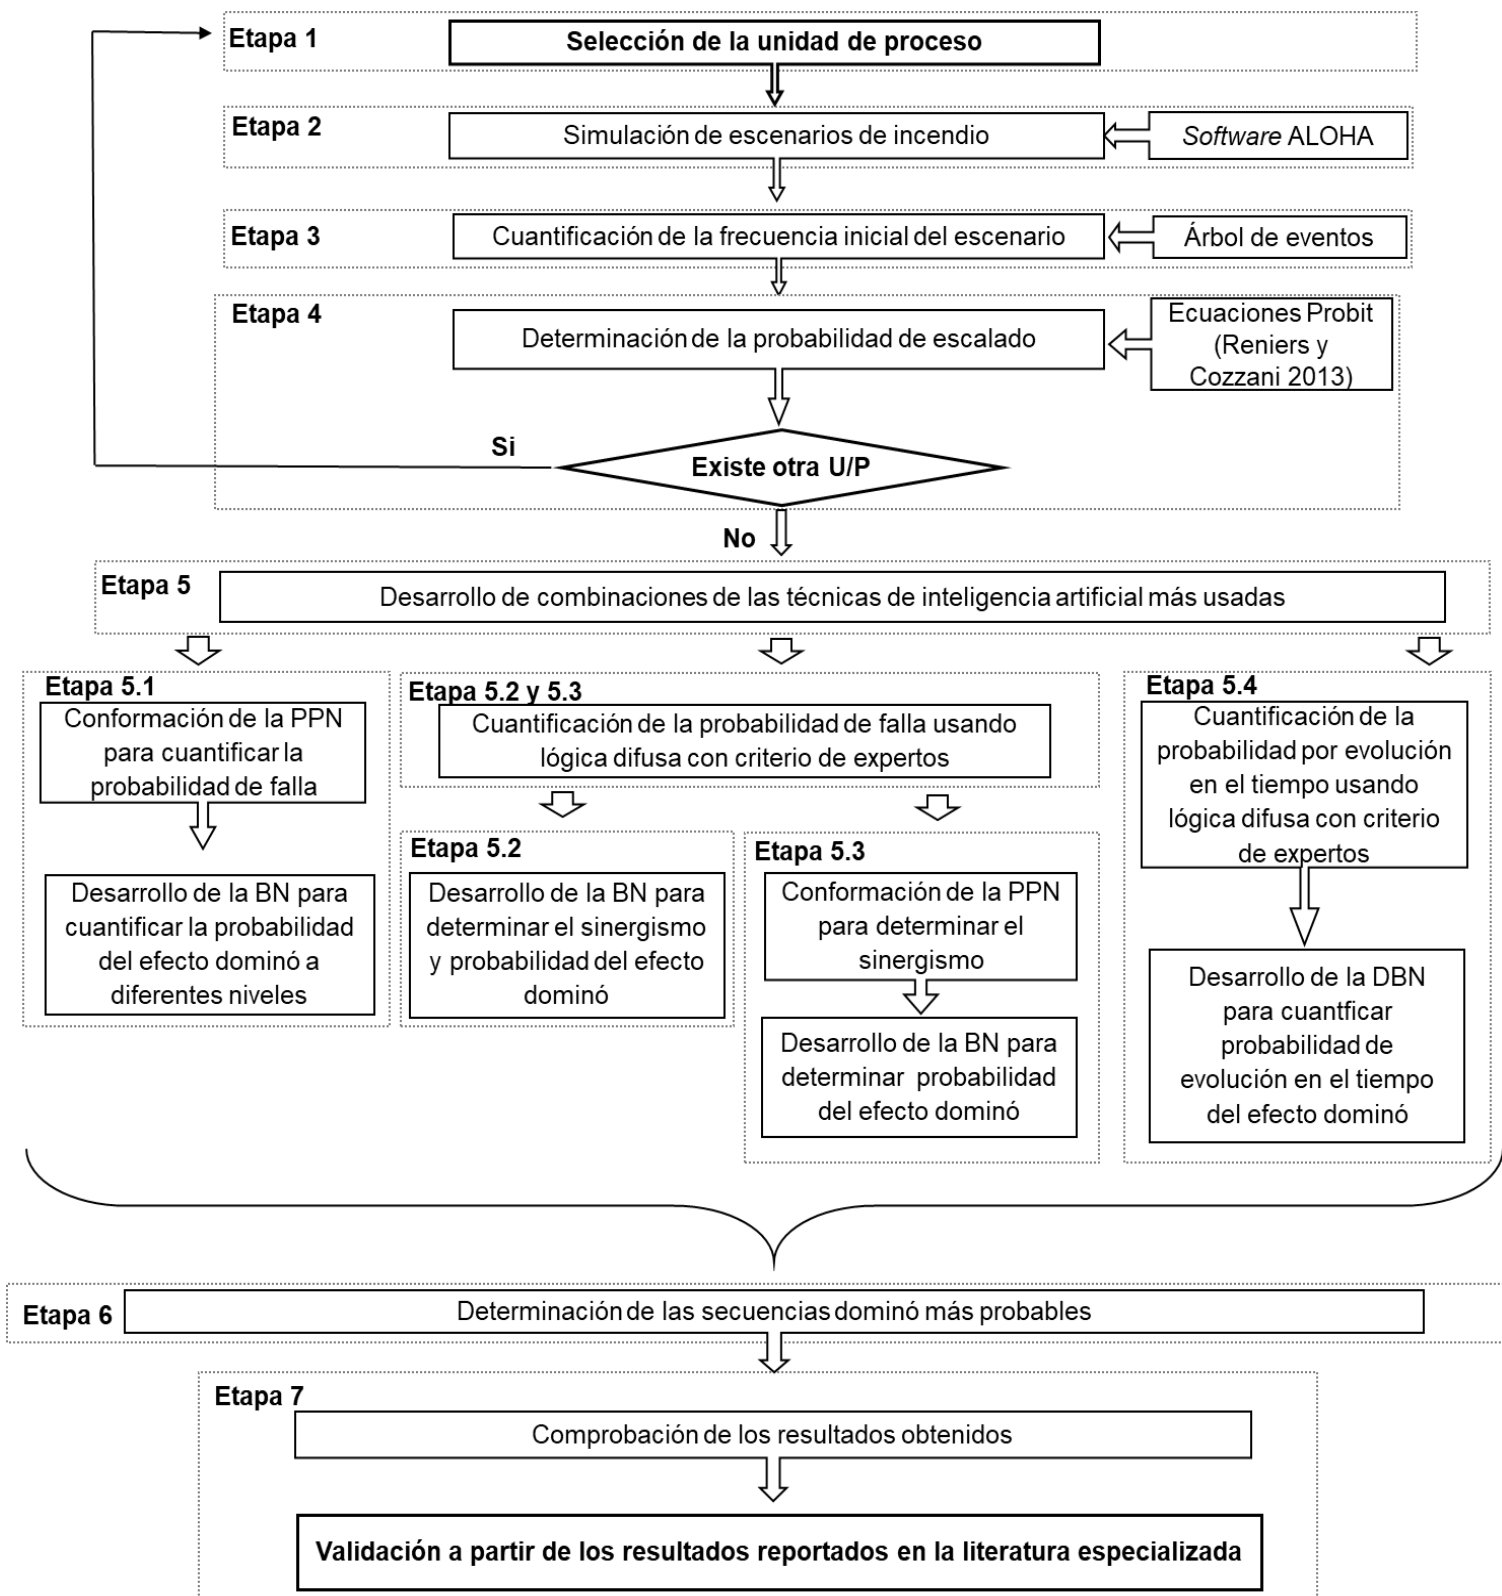 Etapa 1
Selección de la unidad de proceso
Etapa 2
Simulación de escenarios de incendio
Software ALOHA
Etapa 3
Cuantificación de la frecuencia inicial del escenario
Árbol de eventos
Etapa 4
Determinación de la probabilidad de escalado
Ecuaciones Probit
(Reniers y
Cozzani 2013)
Si
Existe otra U/P
No
Etapa 5
Desarrollo de combinaciones de las técnicas de inteligencia artificial más usadas
Etapa 5.1
Conformación de la PPN
para cuantificar la
probabilidad de falla
Desarrollo de la BN para
cuantificar la probabilidad
del efecto dominó a
diferentes niveles
Etapa 5.2 y 5.3
Cuantificación de la probabilidad de falla usando
lógica difusa con criterio de expertos
Etapa 5.2
Desarrollo de la BN para
determinar el sinergismo
y probabilidad del efecto
dominó
Etapa 5.3
Conformación de la PPN
para determinar el
sinergismo
Desarrollo de la BN para
determinar probabilidad
del efecto dominó
Etapa 5.4
Cuantificación de la
probabilidad por evolución
en el tiempo usando
lógica difusa con criterio
de expertos
Desarrollo de la DBN
para cuantficar
probabilidad de
evolución en el tiempo
del efecto dominó
Etapa 6
Determinación de las secuencias dominó más probables
Etapa 7
Comprobación de los resultados obtenidos
Validación a partir de los resultados reportados en la literatura especializada